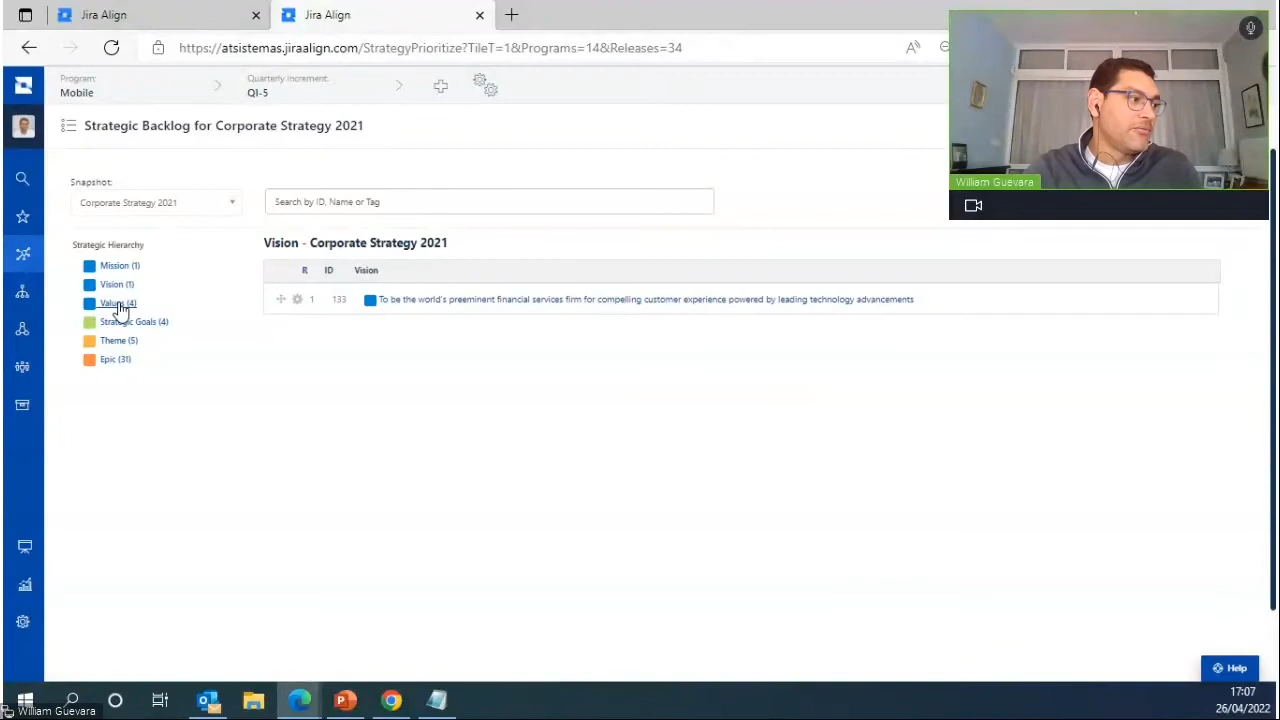 Jira Align
Jira Align
https://atsistemas.jiraalign.com/StrategyPrioritize?TileT=1&Programs=14&Releases=34
Program:
Mobile
Quarterly Increment:
QI-5
Strategic Backlog for Corporate Strategy 2021
Snapshot:
Corporate Strategy 2021
Search by ID, Name or Tag
Strategic Hierarchy
Mission (1)
Vision (1)
Values (4)
Strategic Goals (4)
Theme (5)
Epic (31)
Vision - Corporate Strategy 2021
R ID Vision
1 133 To be the world's preeminent financial services firm for compelling customer experience powered by leading technology advancements
William Guevara
Help
17:07
26/04/2022
William Guevara